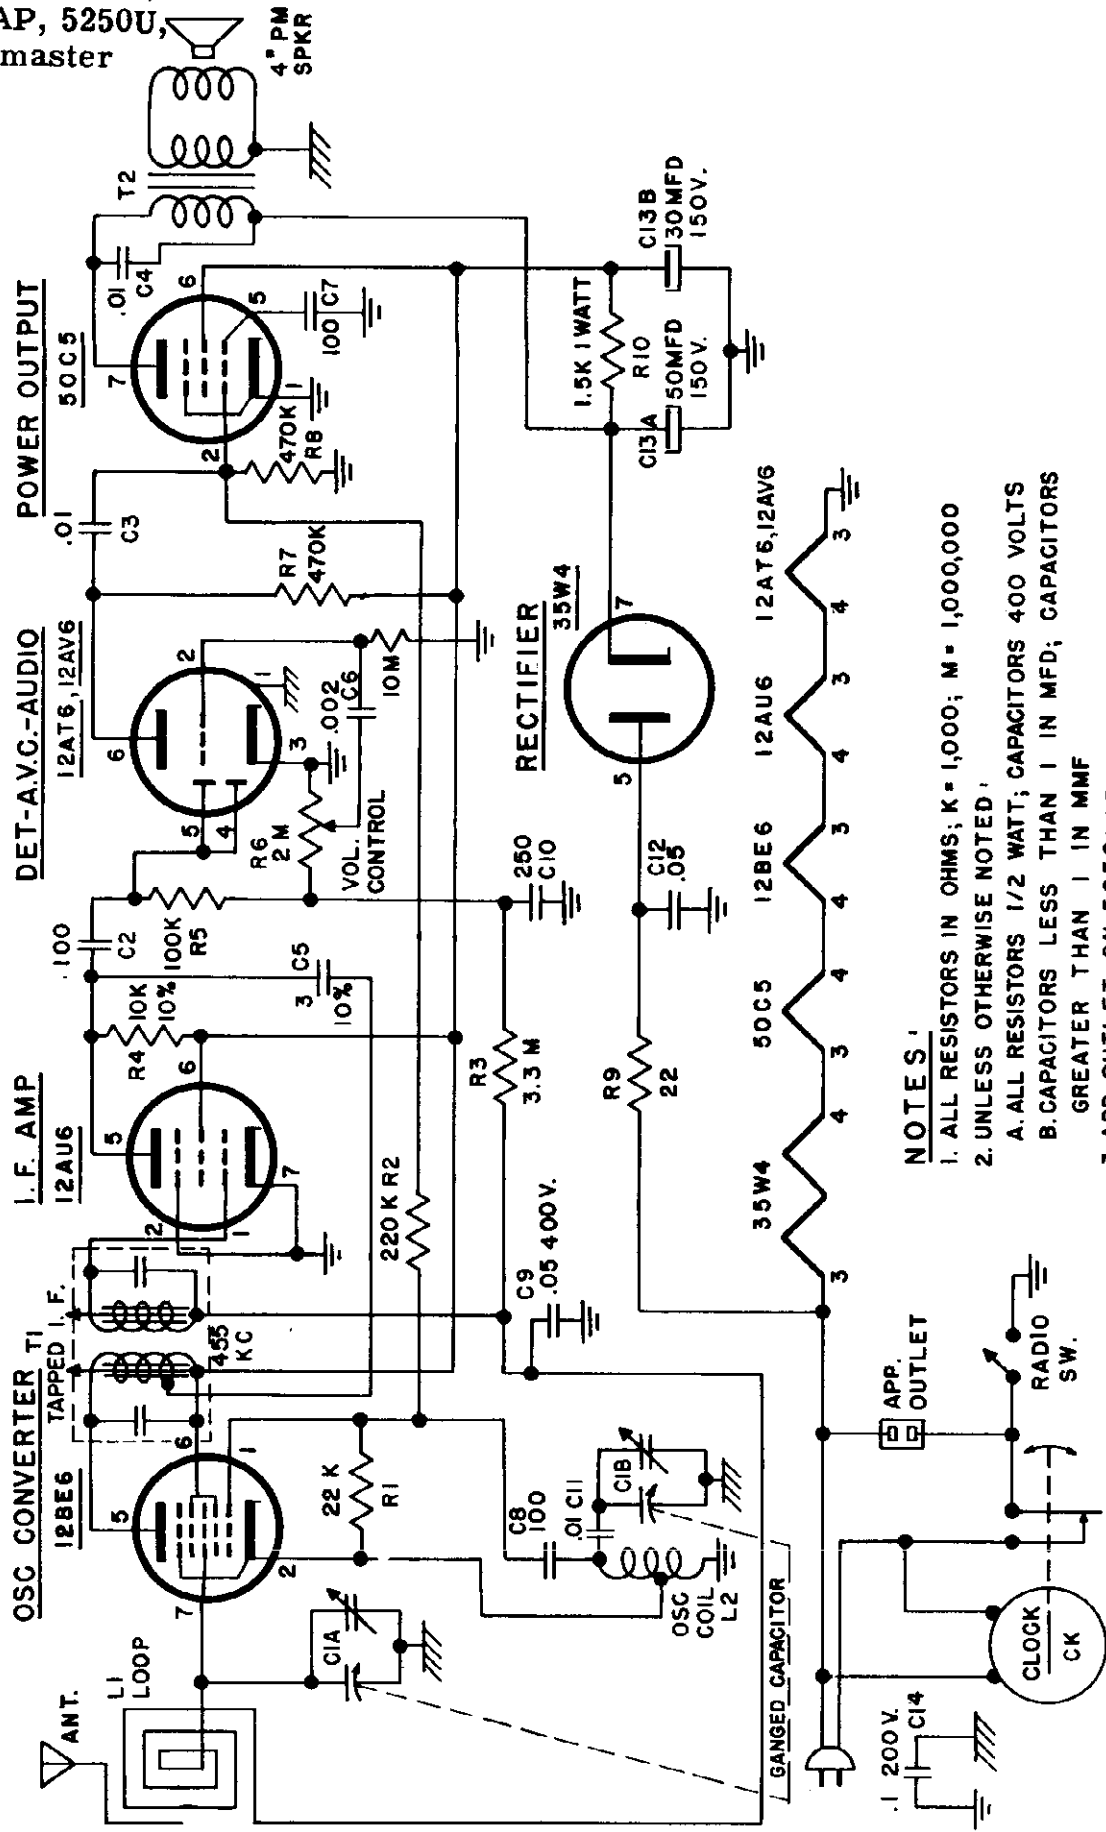 AP, 5250U,
master
4" PM
SPKR
T2
.01
C4
POWER OUTPUT
50C5
7
6
5
1
2
100
C7
470K
R8
.01
C3
R7
470K
DET-A.V.C.-AUDIO
12AT6,12AV6
6
2
1
3
5
4
.002
C6
10M
R6
2M
VOL.
CONTROL
.100
C2
100K
R5
3
C5
10%
250
C10
I.F. AMP
12AU6
5
6
2
1
7
R4
10K
10%
R3
3.3 M
220K R2
C9
.05 400V.
OSC CONVERTER
12BE6
T1
TAPPED I.F.
455
KC
5
6
1
2
7
22 K
R1
C8
100
.01 C11
C1B
OSC
COIL
L2
C1A
L1
LOOP
ANT.
GANGED CAPACITOR
RECTIFIER
35W4
5
7
R9
22
C12
.05
1.5K 1WATT
R10
C13A
50MFD
150V.
C13B
30MFD
150V.
35W4
50C5
12BE6
12AU6
12AT6,12AV6
3
4
3
4
4
3
4
3
4
3
APP.
OUTLET
RADIO
SW.
CLOCK
CK
.1 200V.
C14
NOTES:
1. ALL RESISTORS IN OHMS; K = 1,000; M = 1,000,000
2. UNLESS OTHERWISE NOTED:
A. ALL RESISTORS 1/2 WATT; CAPACITORS 400 VOLTS
B. CAPACITORS LESS THAN 1 IN MFD; CAPACITORS
GREATER THAN 1 IN MMF